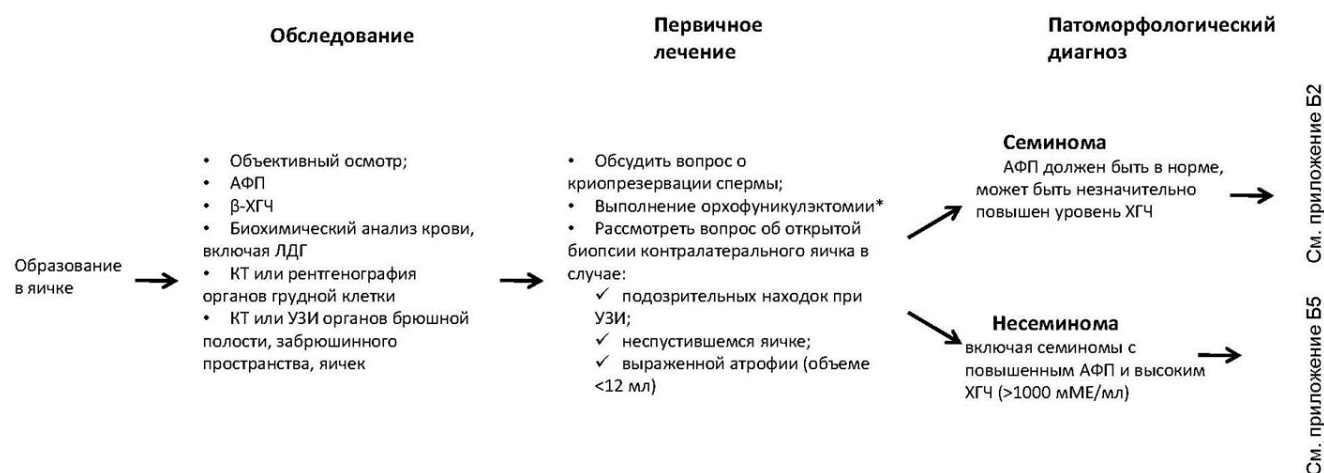 Обследование
Первичное
лечение
Патоморфологический
диагноз
Образование
в яичке
• Объективный осмотр;
• АФП
• β-ХГЧ
• Биохимический анализ крови,
включая ЛДГ
• КТ или рентгенография
органов грудной клетки
• КТ или УЗИ органов брюшной
полости, забрюшинного
пространства, яичек
• Обсудить вопрос о
криопрезервации спермы;
• Выполнение орхофуникулэктомии*
• Рассмотреть вопрос об открытой
биопсии контралатерального яичка в
случае:
✓ подозрительных находок при
УЗИ;
✓ неспустившемся яичке;
✓ выраженной атрофии (объеме
<12 мл)
Семинома
АФП должен быть в норме,
может быть незначительно
повышен уровень ХГЧ
См. приложение Б2
Несеминома
включая семиномы с
повышенным АФП и высоким
ХГЧ (>1000 мМЕ/мл)
См. приложение Б5